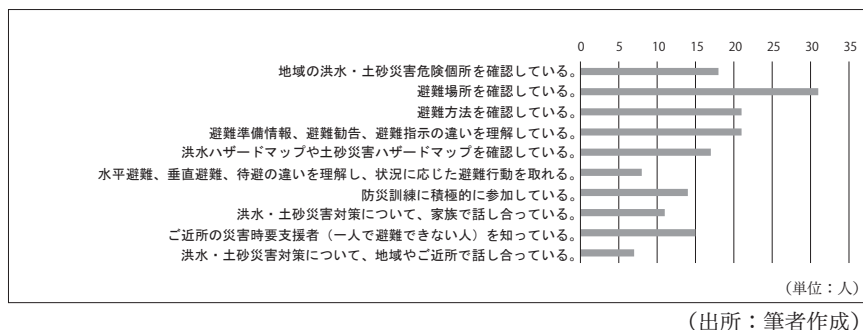 0 5 10 15 20 25 30 35
地域の洪水・土砂災害危険個所を確認している。
避難場所を確認している。
避難方法を確認している。
避難準備情報、避難勧告、避難指示の違いを理解している。
洪水ハザードマップや土砂災害ハザードマップを確認している。
水平避難、垂直避難、待避の違いを理解し、状況に応じた避難行動を取れる。
防災訓練に積極的に参加している。
洪水・土砂災害対策について、家族で話し合っている。
ご近所の災害時要支援者（一人で避難できない人）を知っている。
洪水・土砂災害対策について、地域やご近所で話し合っている。
（単位：人）
（出所：筆者作成）